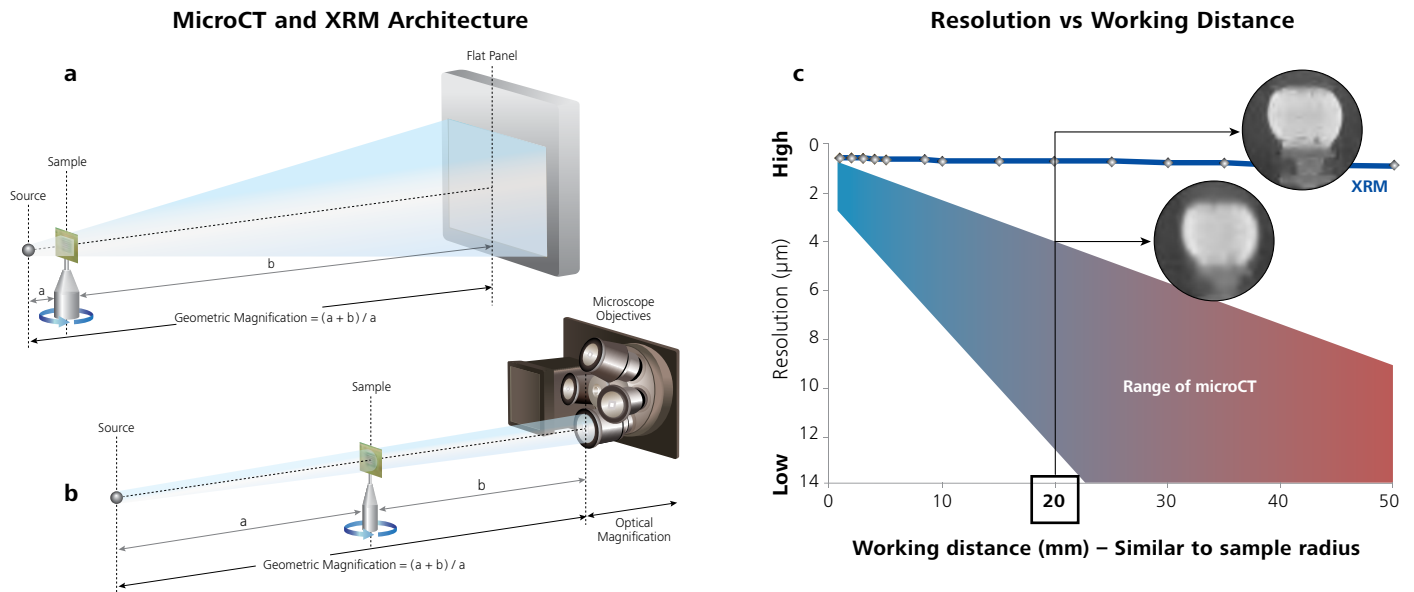 MicroCT and XRM Architecture
a
Flat Panel
Sample
Source
b
a
Geometric Magnification = (a + b) / a
Microscope
Objectives
Sample
Source
b
b
a
Optical
Magnification
Geometric Magnification = (a + b) / a
Resolution vs Working Distance
c
High
Resolution (µm)
Low
0
2
4
6
8
10
12
14
XRM
Range of microCT
0
10
20
30
40
50
Working distance (mm) – Similar to sample radius